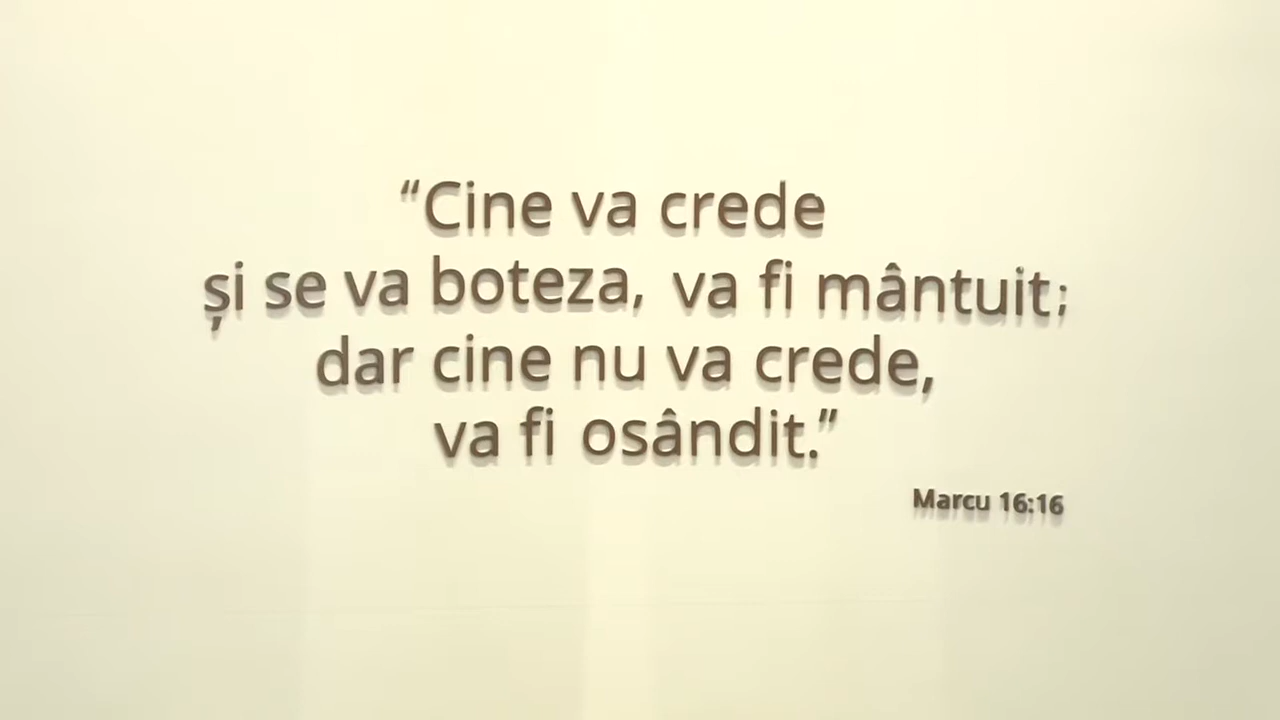 “Cine va crede
și se va boteza, va fi mântuit;
dar cine nu va crede,
va fi osândit.”
Marcu 16:16